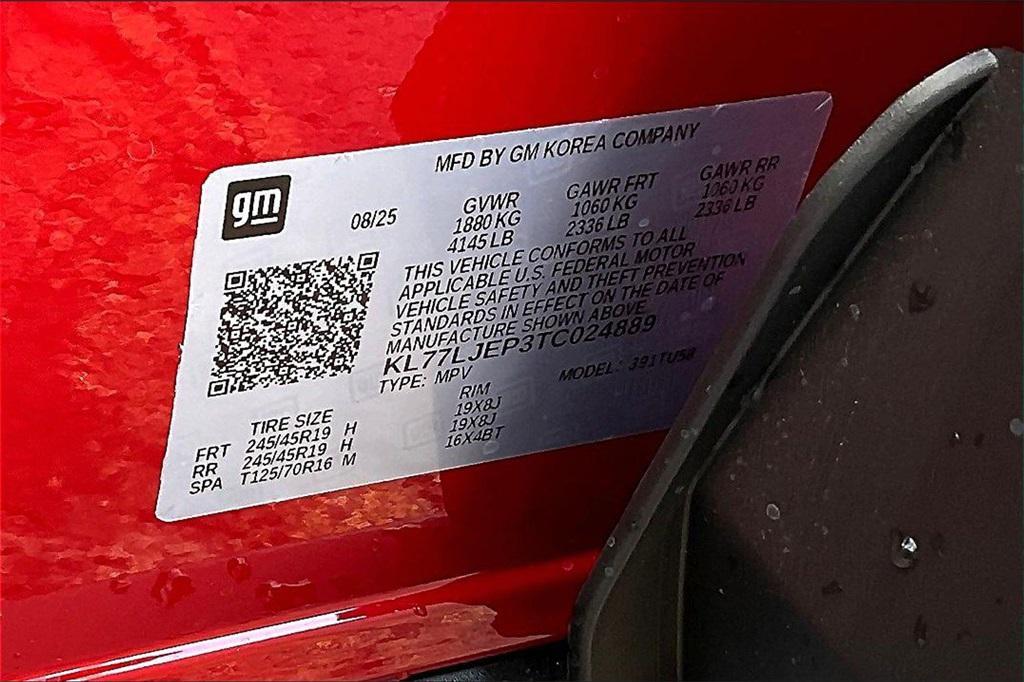 MFD BY GM KOREA COMPANY
gm
08/25
GVWR GAWR FRT GAWR RR
1880 KG 1060 KG 1060 KG
4145 LB 2336 LB 2336 LB
THIS VEHICLE CONFORMS TO ALL
APPLICABLE U.S. FEDERAL MOTOR
VEHICLE SAFETY AND THEFT PREVENTION
STANDARDS IN EFFECT ON THE DATE OF
MANUFACTURE SHOWN ABOVE.
KL77LJEP3TC024889
TYPE: MPV MODEL: 391TU58
TIRE SIZE RIM
FRT 245/45R19 H 19X8J
RR 245/45R19 H 19X8J
SPA T125/70R16 M 16X4BT